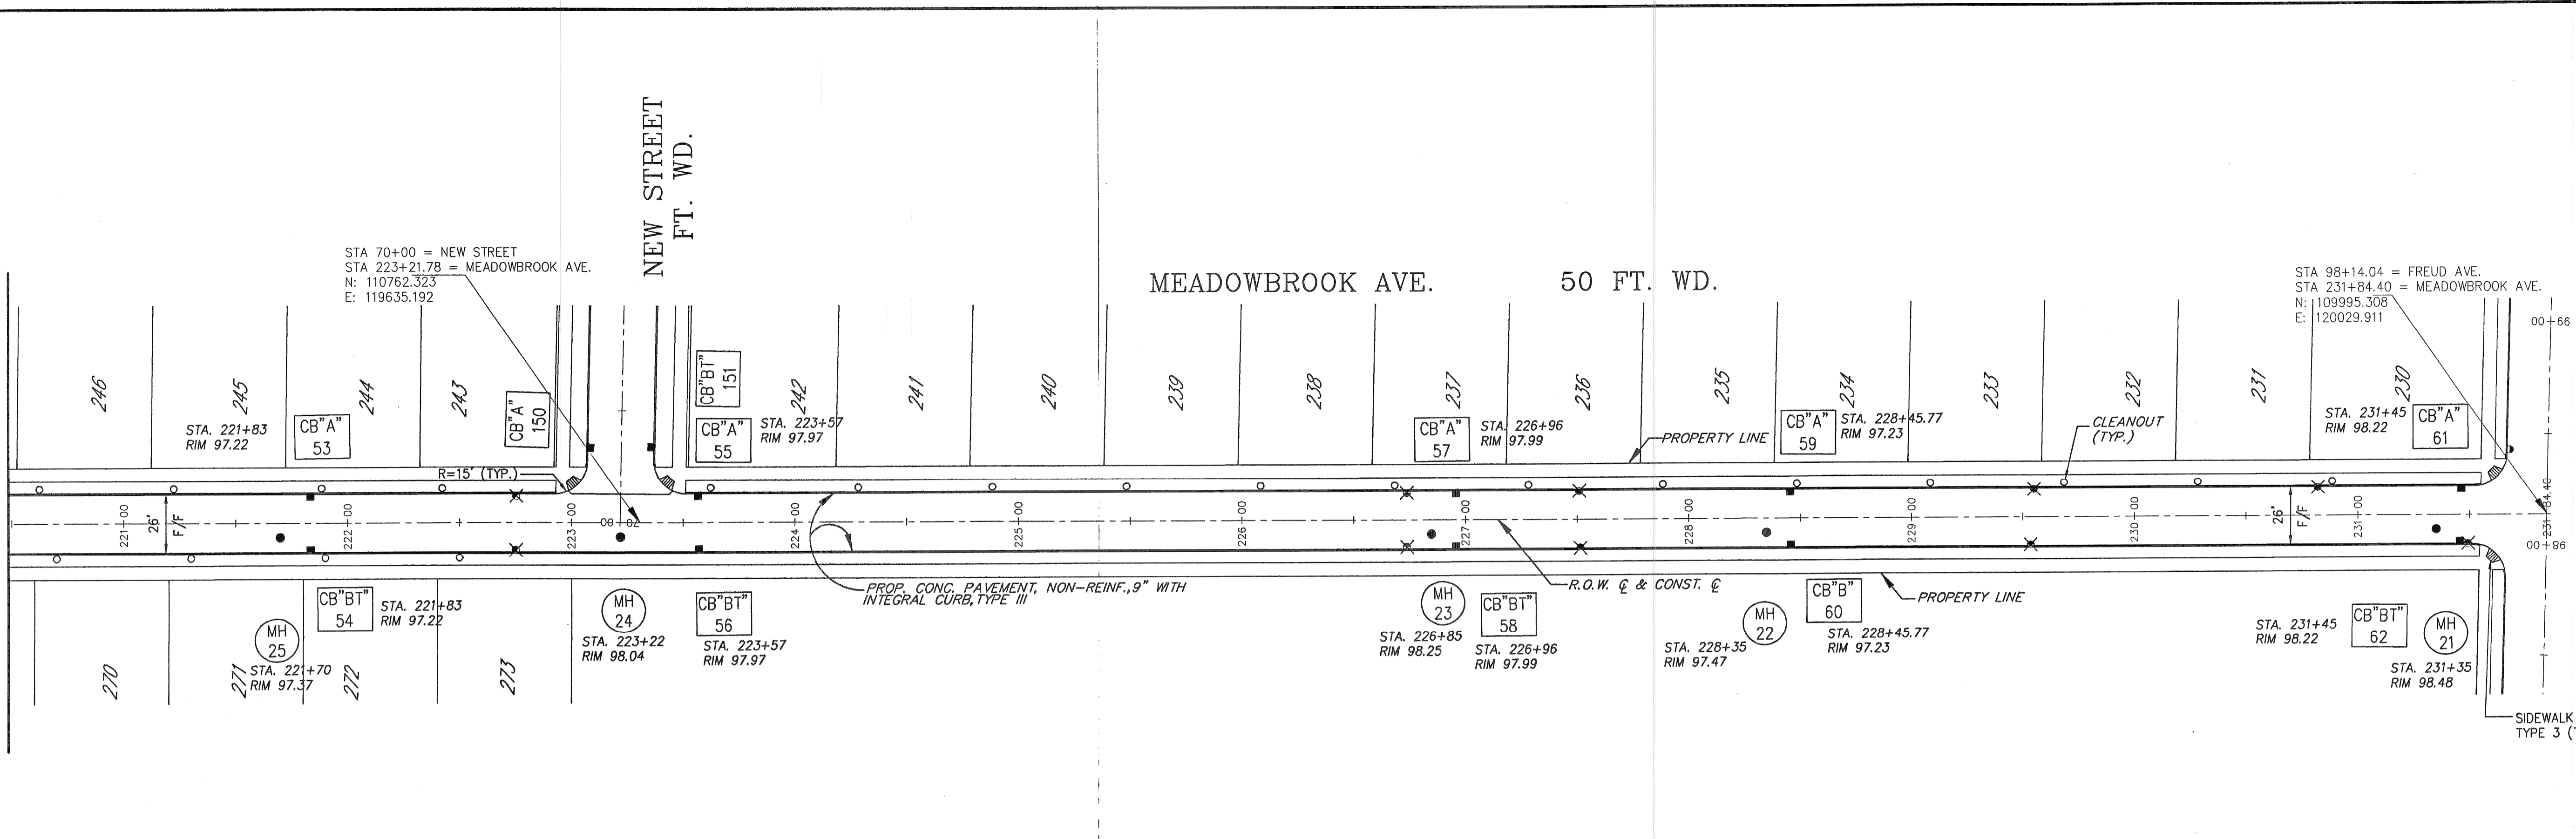 NEW STREET
FT. WD.
STA 70+00 = NEW STREET
STA 223+21.78 = MEADOWBROOK AVE.
N: 110762.323
E: 119635.192
MEADOWBROOK AVE. 50 FT. WD.
STA 98+14.04 = FREUD AVE.
STA 231+84.40 = MEADOWBROOK AVE.
N: 109995.308
E: 120029.911
00+66
246
245
244
243
242
241
240
239
238
237
236
235
234
233
232
231
230
STA. 221+83
RIM 97.22
CB"A"
53
CB"A"
150
CB"BT"
151
CB"A"
55
STA. 223+57
RIM 97.97
CB"A"
57
STA. 226+96
RIM 97.99
PROPERTY LINE
CB"A"
59
STA. 228+45.77
RIM 97.23
CLEANOUT
(TYP.)
STA. 231+45
RIM 98.22
CB"A"
61
R=15' (TYP.)
221+00
26'
F/F
222+00
223+00
70+00
224+00
225+00
226+00
227+00
228+00
229+00
230+00
26'
F/F
231+00
231+84.40
00+86
PROP. CONC. PAVEMENT, NON-REINF.,9" WITH
INTEGRAL CURB,TYPE III
R.O.W. ℄ & CONST. ℄
PROPERTY LINE
270
271
272
273
MH
25
STA. 221+70
RIM 97.37
CB"BT"
54
STA. 221+83
RIM 97.22
MH
24
STA. 223+22
RIM 98.04
CB"BT"
56
STA. 223+57
RIM 97.97
MH
23
STA. 226+85
RIM 98.25
CB"BT"
58
STA. 226+96
RIM 97.99
MH
22
STA. 228+35
RIM 97.47
CB"B"
60
STA. 228+45.77
RIM 97.23
STA. 231+45
RIM 98.22
CB"BT"
62
MH
21
STA. 231+35
RIM 98.48
SIDEWALK
TYPE 3 (